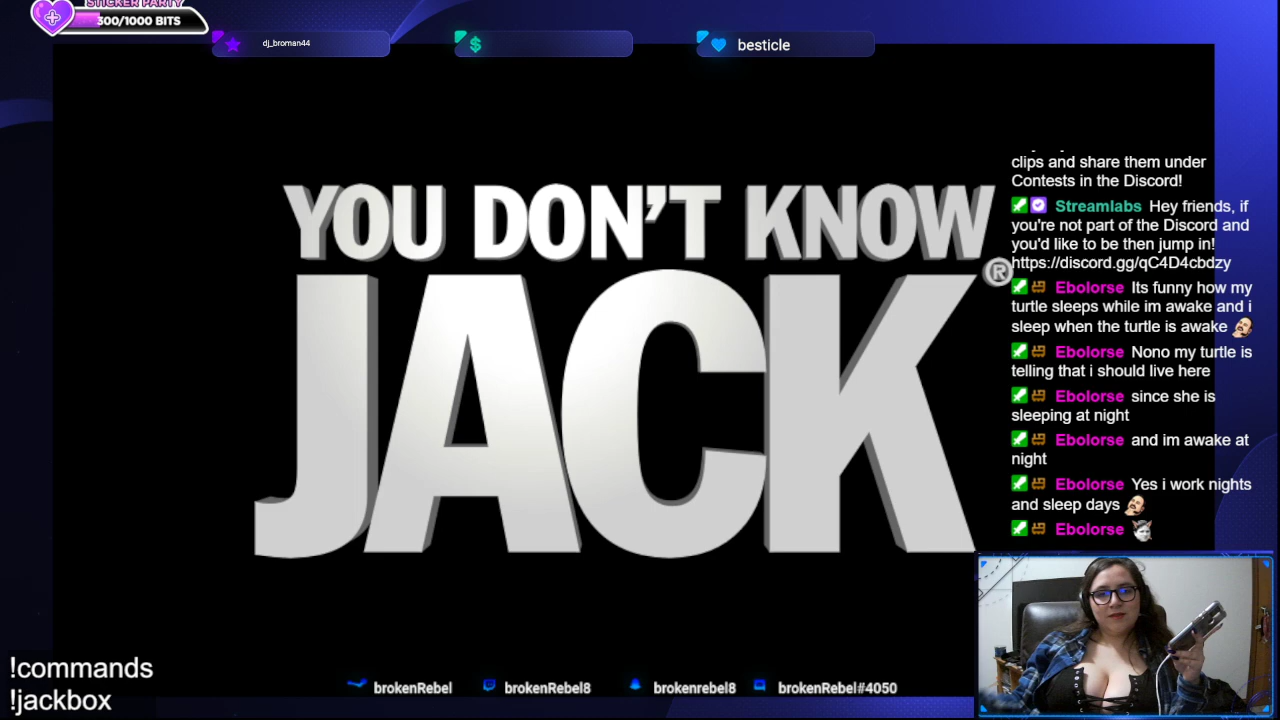 STICKER PARTY
300/1000 BITS
dj_broman44
$
besticle
YOU DON'T KNOW
JACK®
clips and share them under
Contests in the Discord!
Streamlabs Hey friends, if
you're not part of the Discord and
you'd like to be then jump in!
https://discord.gg/qC4D4cbdzy
Ebolorse Its funny how my
turtle sleeps while im awake and i
sleep when the turtle is awake
Ebolorse Nono my turtle is
telling that i should live here
Ebolorse since she is
sleeping at night
Ebolorse and im awake at
night
Ebolorse Yes i work nights
and sleep days
Ebolorse
!commands
!jackbox
brokenRebel
brokenRebel8
brokenrebel8
brokenRebel#4050